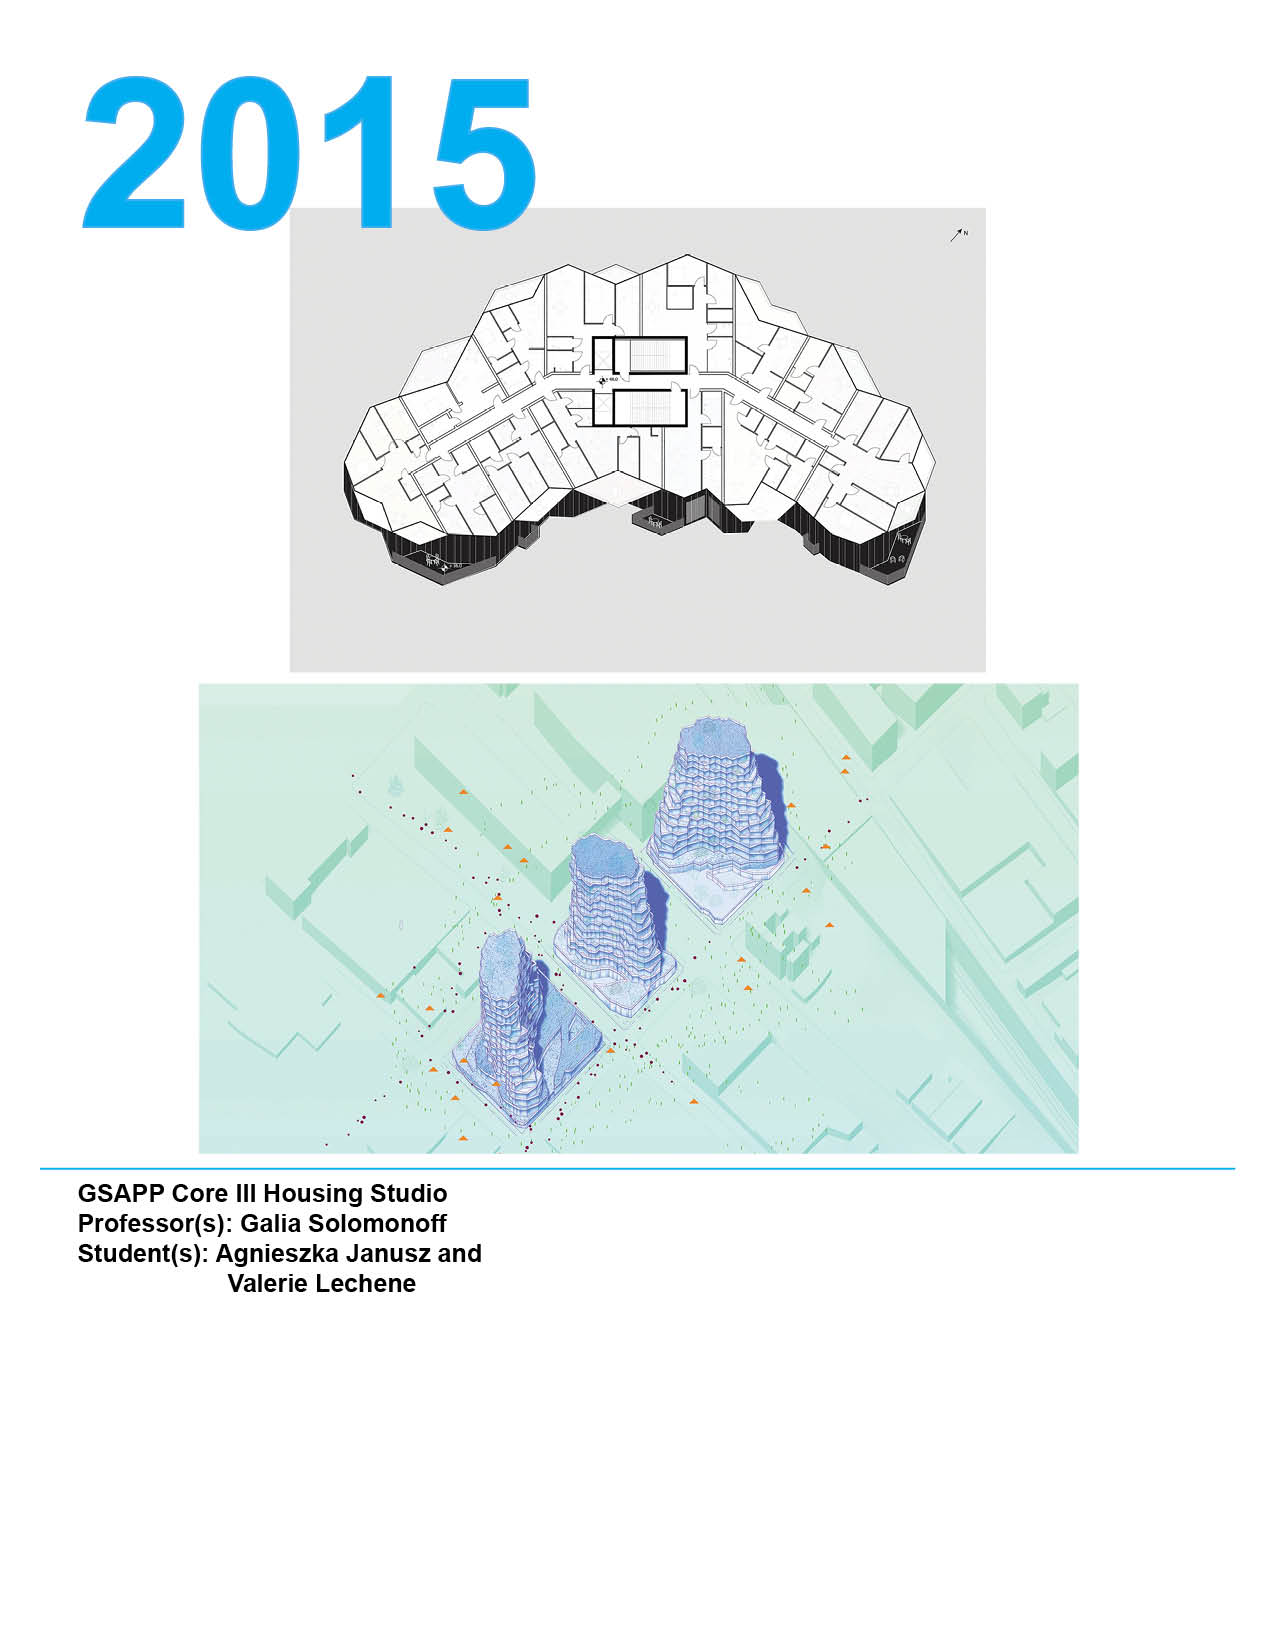 2015
N
GSAPP Core III Housing Studio
Professor(s): Galia Solomonoff
Student(s): Agnieszka Janusz and
Valerie Lechene